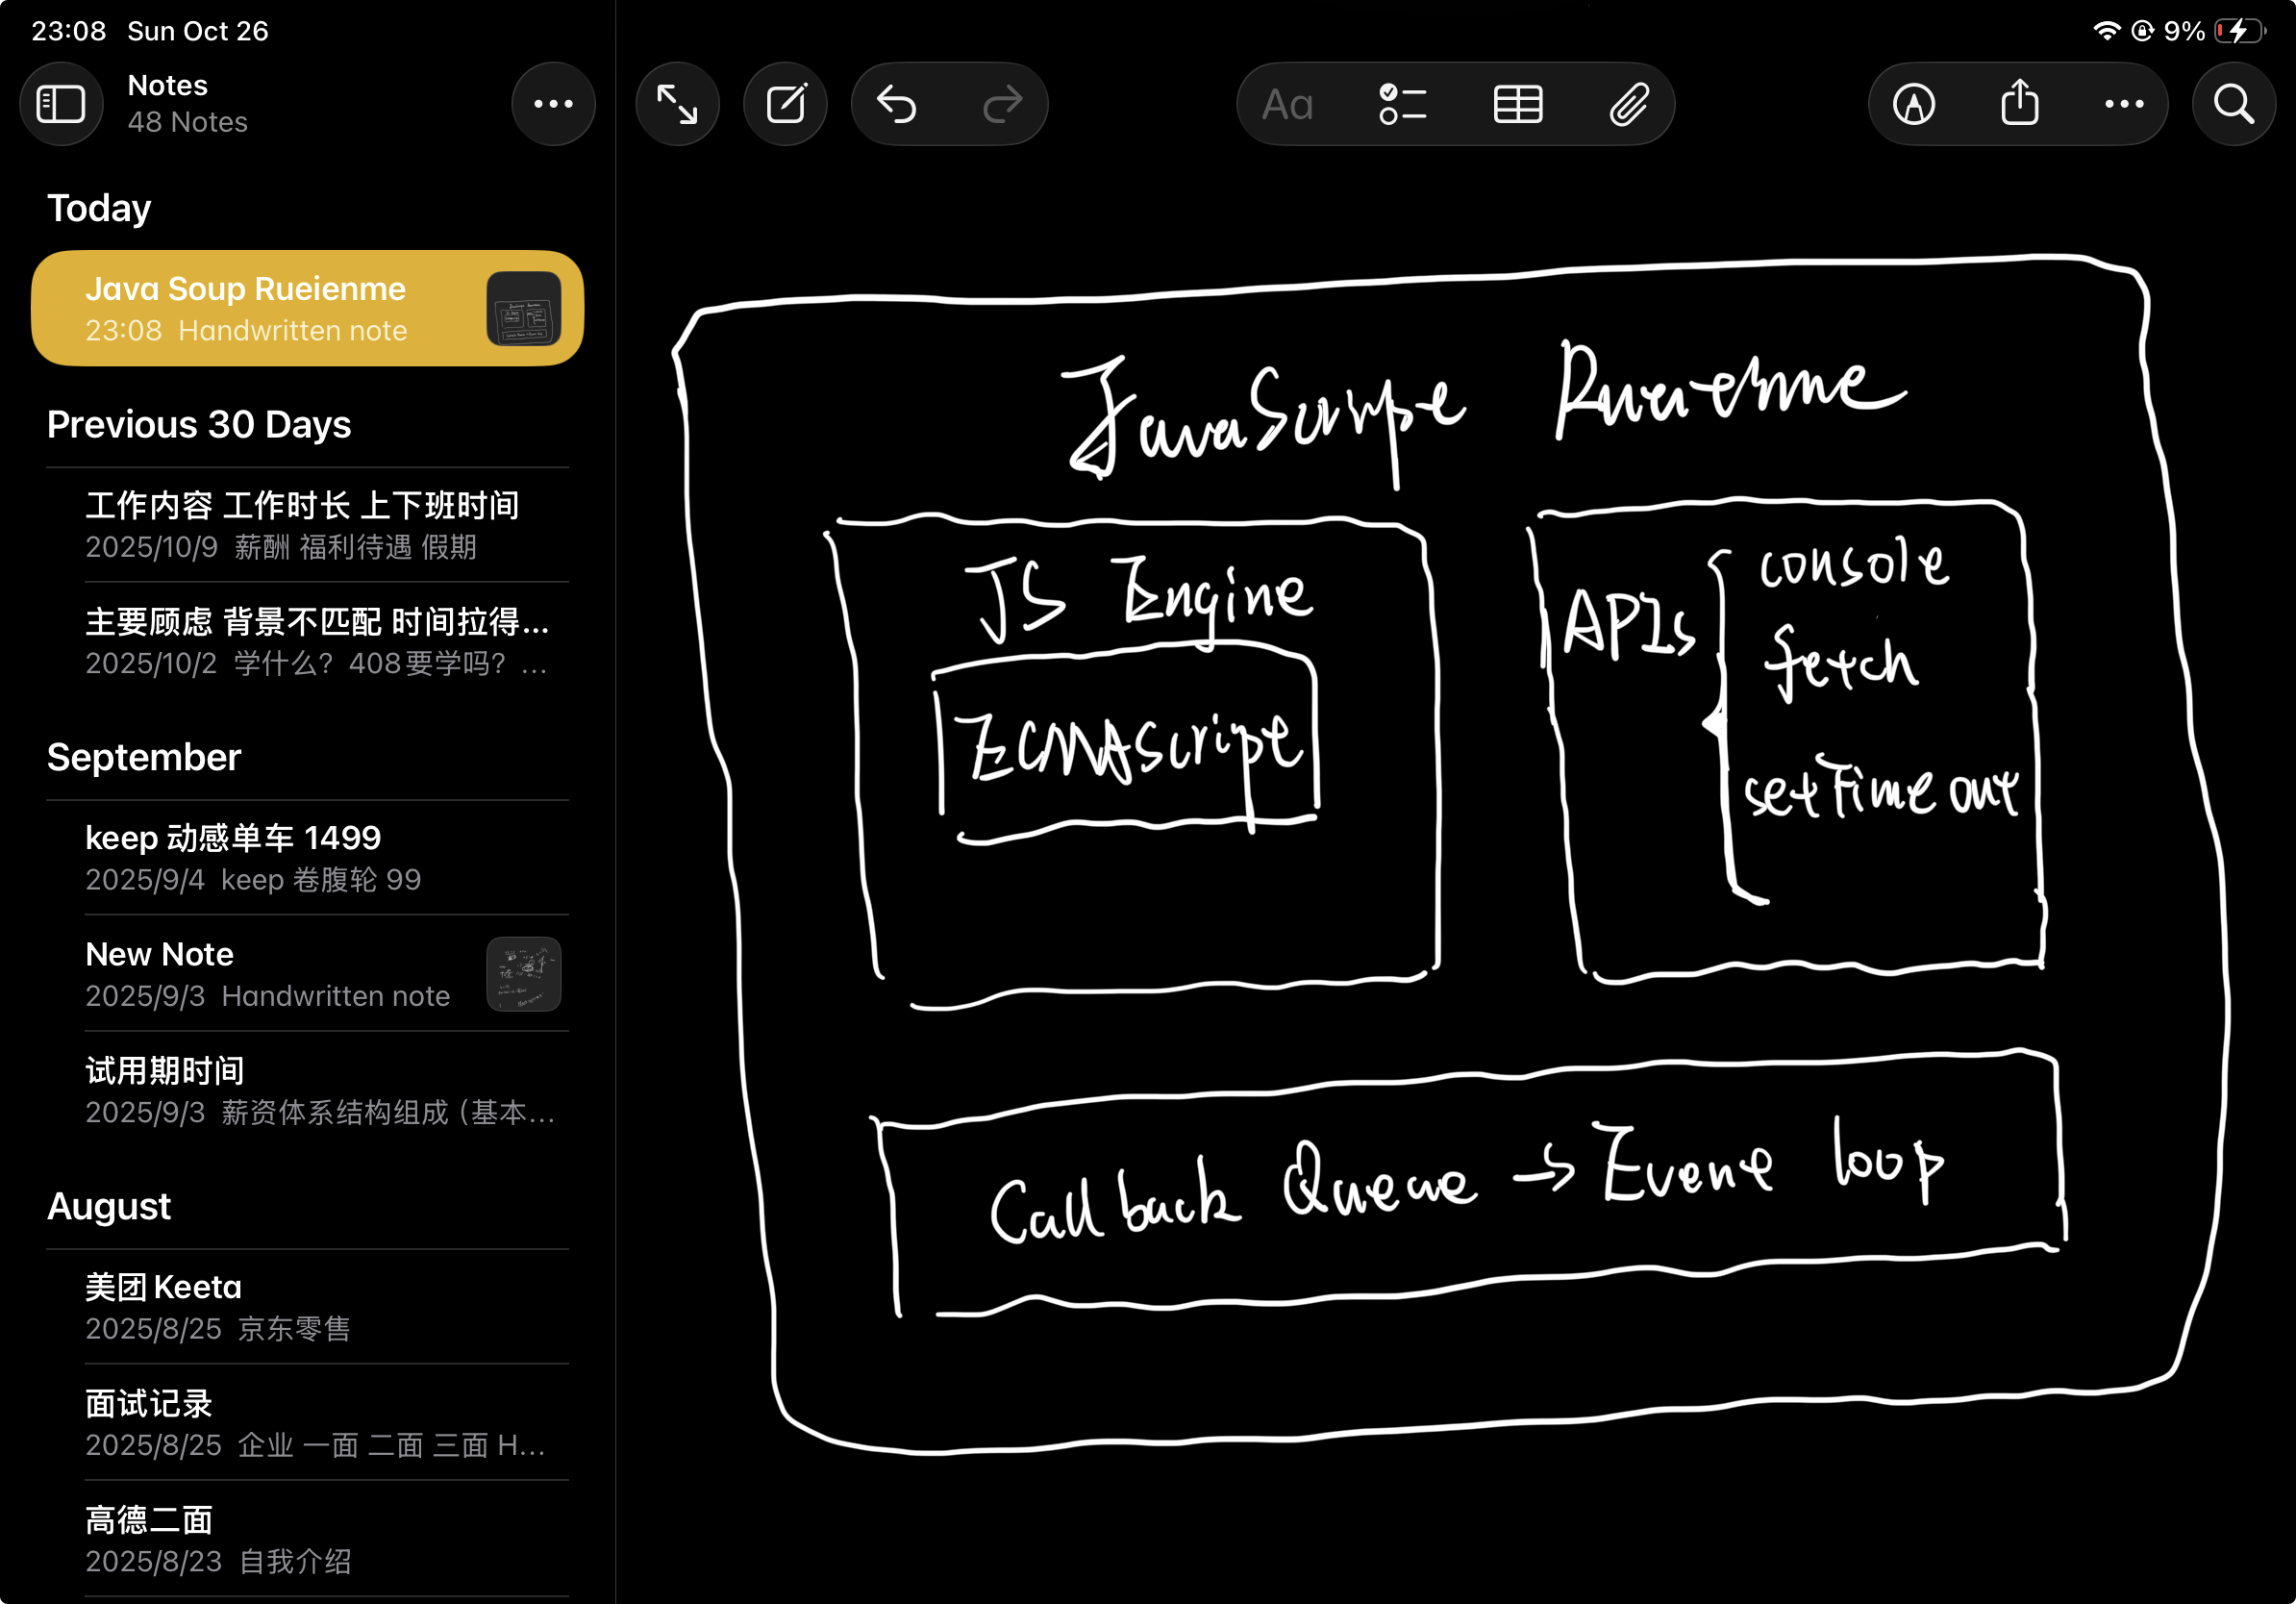 23:08 Sun Oct 26
9%
Notes
48 Notes
Aa
Today
Java Soup Rueienme
23:08 Handwritten note
Previous 30 Days
工作内容 工作时长 上下班时间
2025/10/9 薪酬 福利待遇 假期
主要顾虑 背景不匹配 时间拉得...
2025/10/2 学什么？408要学吗？ ...
September
keep 动感单车 1499
2025/9/4 keep 卷腹轮 99
New Note
2025/9/3 Handwritten note
试用期时间
2025/9/3 薪资体系结构组成（基本...
August
美团 Keeta
2025/8/25 京东零售
面试记录
2025/8/25 企业 一面 二面 三面 H...
高德二面
2025/8/23 自我介绍
JavaScript Runtime
JS Engine
ECMAScript
APIs
console
fetch
setTimeout
Callback Queue → Event loop